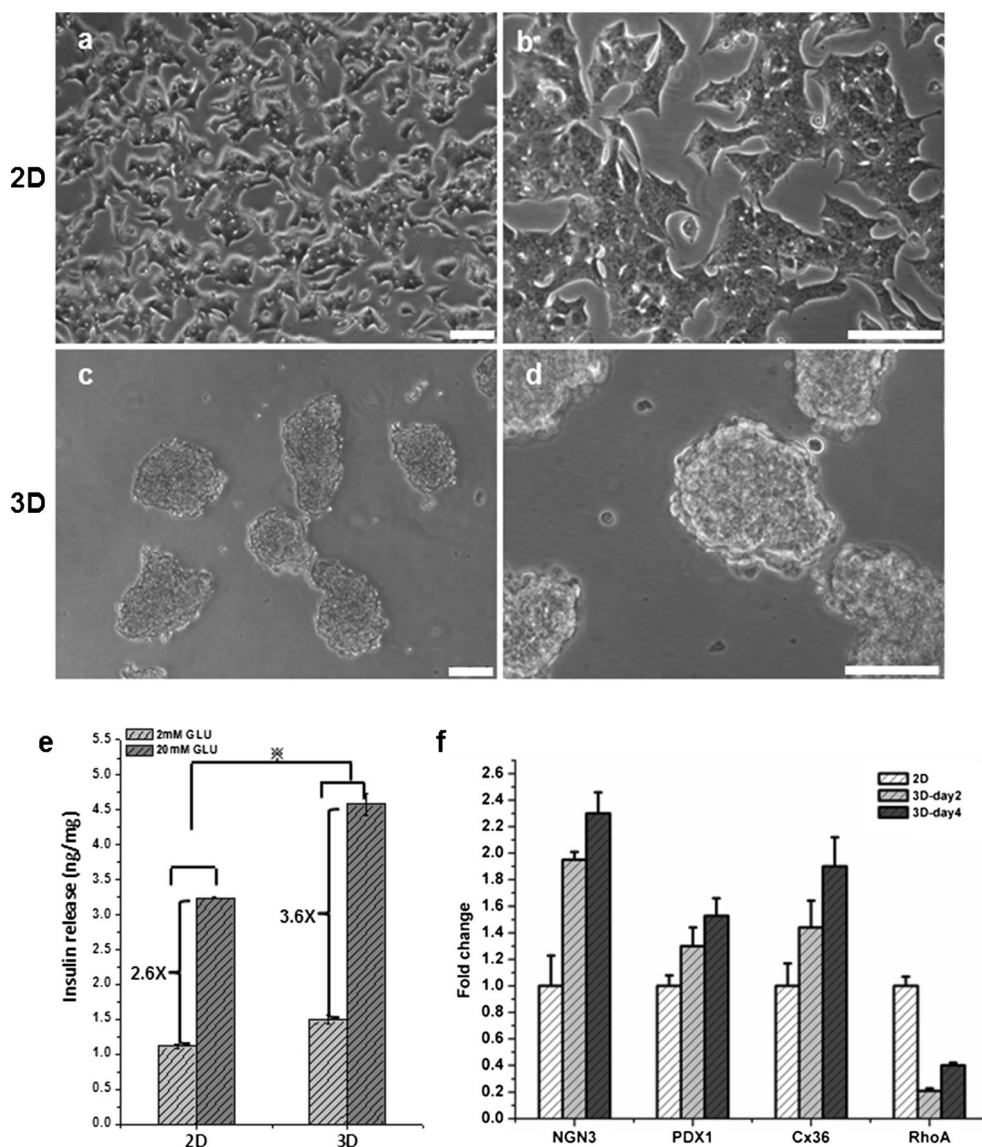 a
b
2D
c
d
3D
e
f
2mM GLU
20mM GLU
※
5.5
5.0
4.5
4.0
3.5
3.0
2.5
2.0
1.5
1.0
0.5
0.0
Insulin release (ng/mg)
2.6X
3.6X
2D
3D
2.6
2.4
2.2
2.0
1.8
1.6
1.4
1.2
1.0
0.8
0.6
0.4
0.2
0.0
Fold change
2D
3D-day2
3D-day4
NGN3
PDX1
Cx36
RhoA